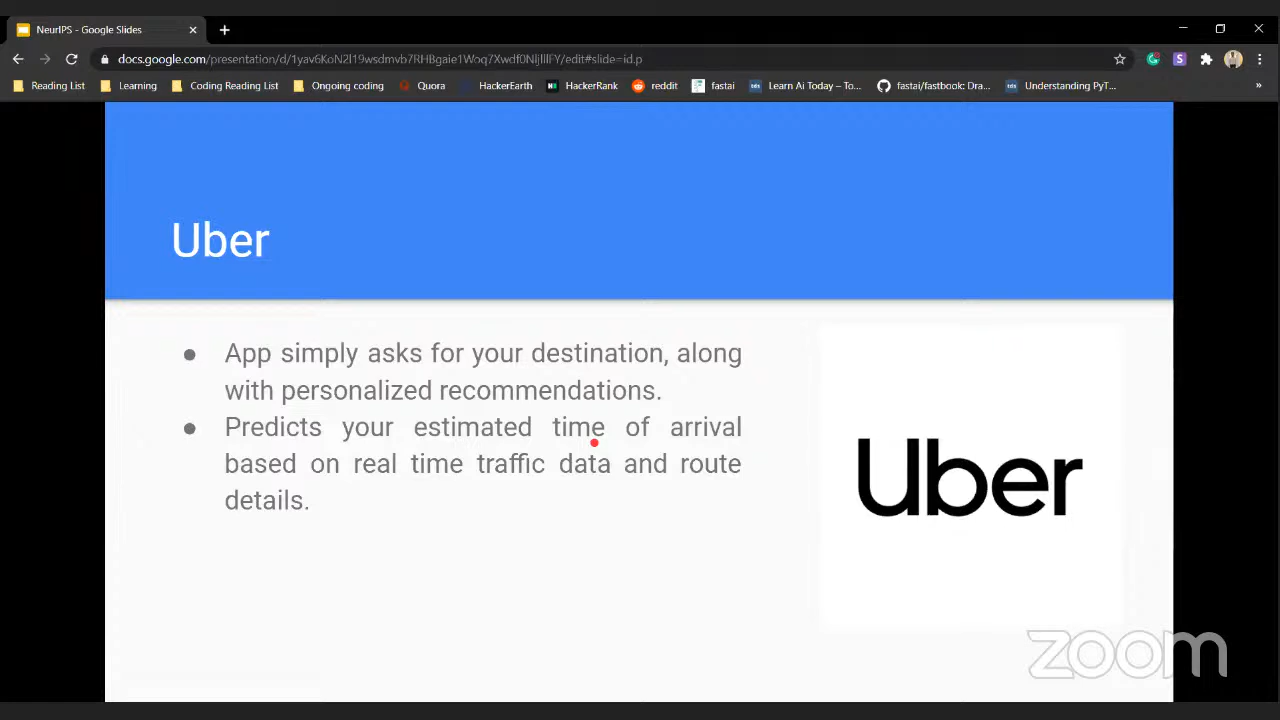 NeurIPS - Google Slides
docs.google.com/presentation/d/1yav6KoN2l19wsdmvb7RHBgaie1Woq7Xwdf0NljlllFY/edit#slide=id.p
Reading List Learning Coding Reading List Ongoing coding Quora HackerEarth HackerRank reddit fastai Learn Ai Today – To... fastai/fastbook: Dra... Understanding PyT...
Uber
● App simply asks for your destination, along
with personalized recommendations.
● Predicts your estimated time of arrival
based on real time traffic data and route
details.
Uber
zoom